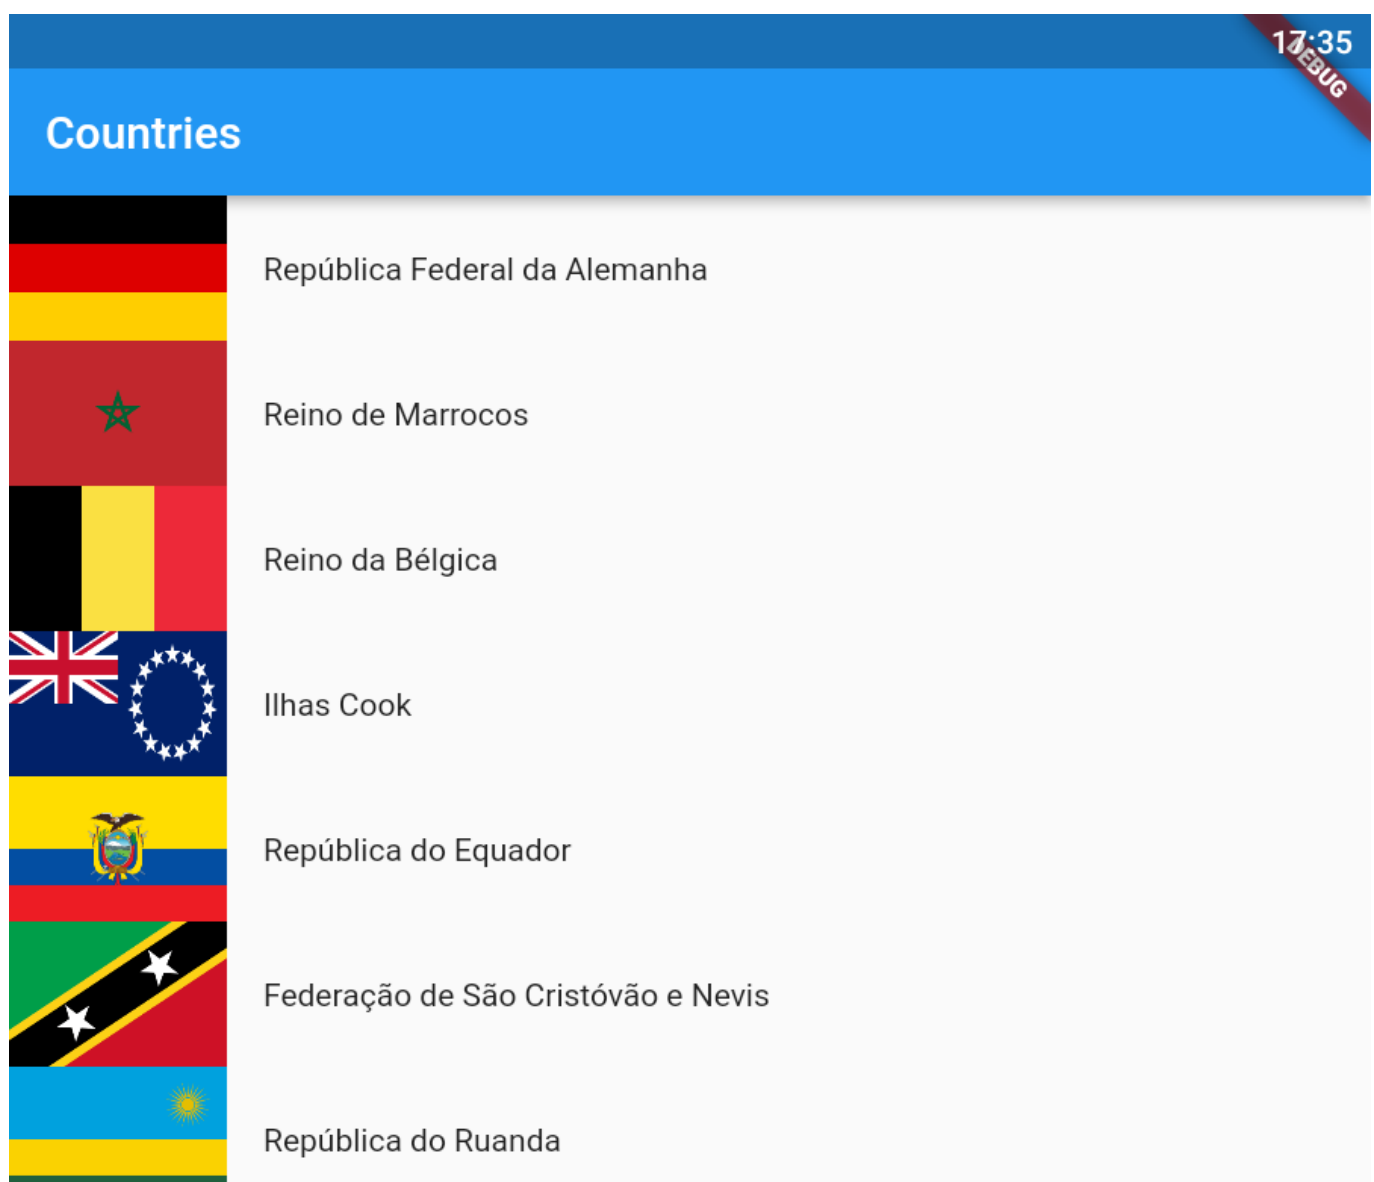 17:35
DEBUG
Countries
República Federal da Alemanha
Reino de Marrocos
Reino da Bélgica
Ilhas Cook
República do Equador
Federação de São Cristóvão e Nevis
República do Ruanda